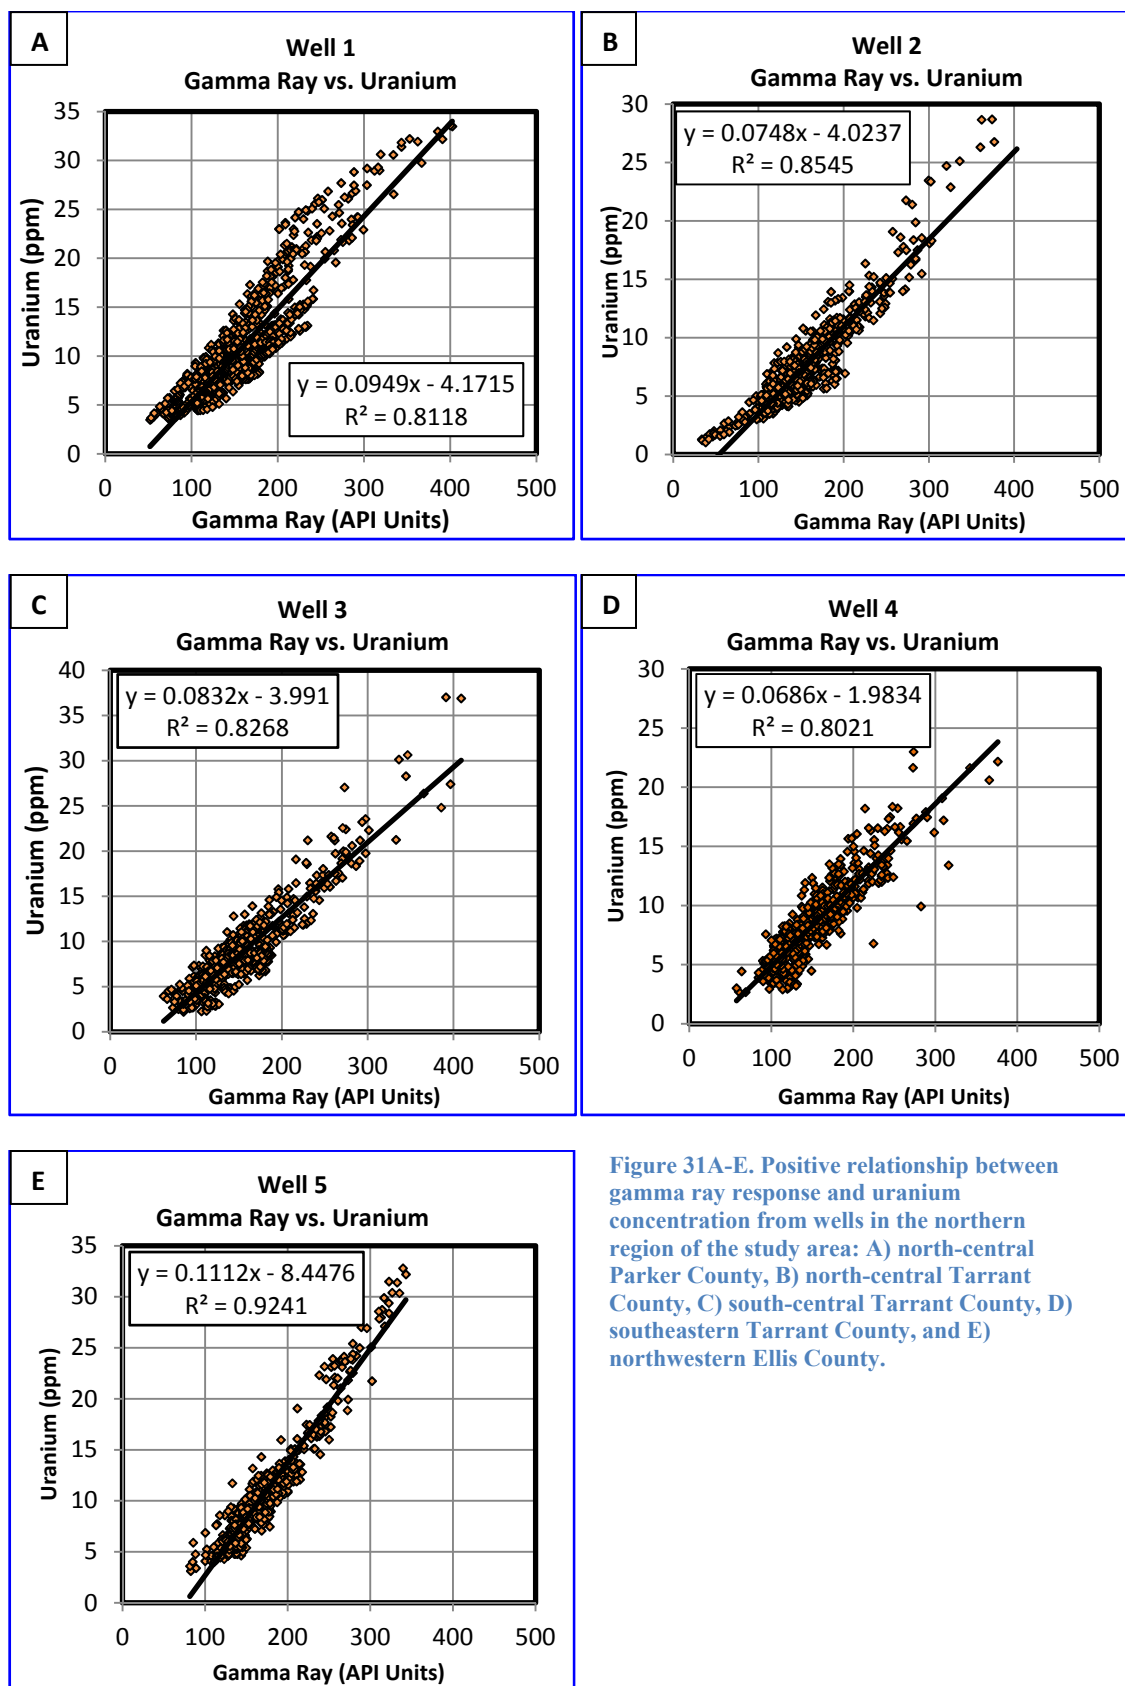 A
Well 1
Gamma Ray vs. Uranium
35
30
25
20
15
10
5
0
Uranium (ppm)
y = 0.0949x - 4.1715
R² = 0.8118
0 100 200 300 400 500
Gamma Ray (API Units)
B
Well 2
Gamma Ray vs. Uranium
30
25
20
15
10
5
0
Uranium (ppm)
y = 0.0748x - 4.0237
R² = 0.8545
0 100 200 300 400 500
Gamma Ray (API Units)
C
Well 3
Gamma Ray vs. Uranium
40
35
30
25
20
15
10
5
0
Uranium (ppm)
y = 0.0832x - 3.991
R² = 0.8268
0 100 200 300 400 500
Gamma Ray (API Units)
D
Well 4
Gamma Ray vs. Uranium
30
25
20
15
10
5
0
Uranium (ppm)
y = 0.0686x - 1.9834
R² = 0.8021
0 100 200 300 400 500
Gamma Ray (API Units)
E
Well 5
Gamma Ray vs. Uranium
35
30
25
20
15
10
5
0
Uranium (ppm)
y = 0.1112x - 8.4476
R² = 0.9241
0 100 200 300 400 500
Gamma Ray (API Units)
Figure 31A-E. Positive relationship between
gamma ray response and uranium
concentration from wells in the northern
region of the study area: A) north-central
Parker County, B) north-central Tarrant
County, C) south-central Tarrant County, D)
southeastern Tarrant County, and E)
northwestern Ellis County.